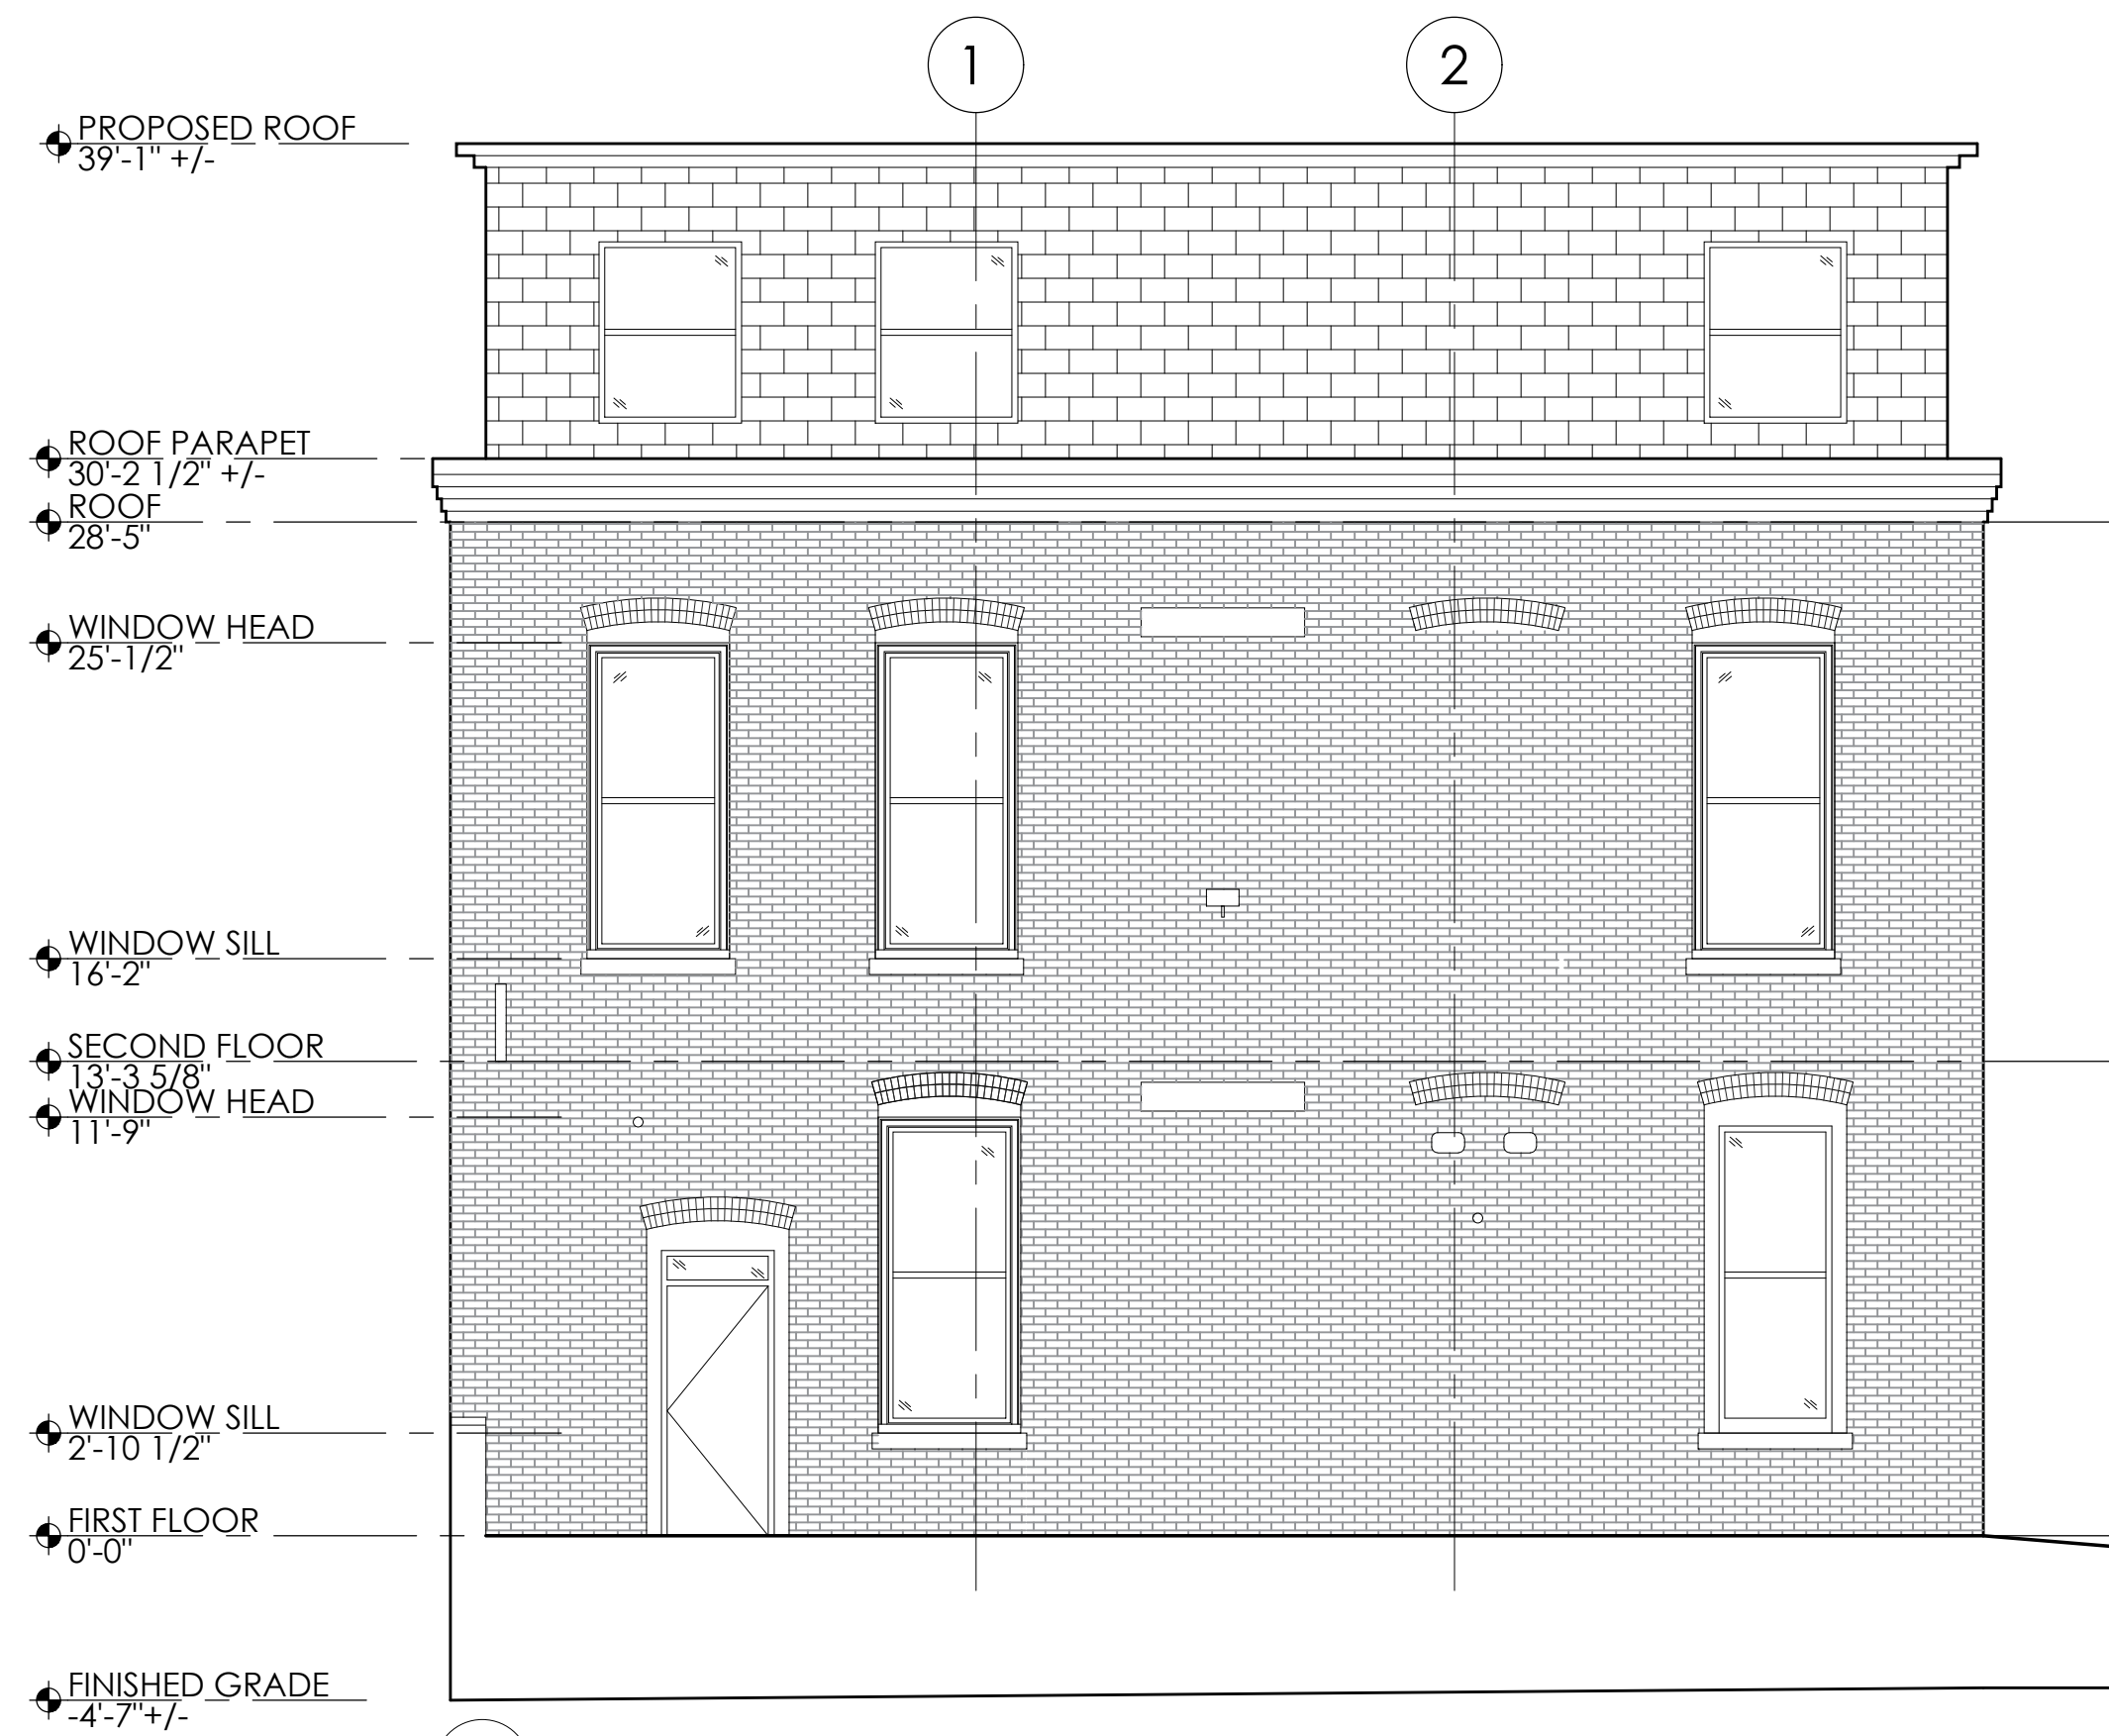 1
2
PROPOSED ROOF
39'-1" +/-
ROOF PARAPET
30'-2 1/2" +/-
ROOF
28'-5"
WINDOW HEAD
25'-1/2"
WINDOW SILL
16'-2"
SECOND FLOOR
13'-3 5/8"
WINDOW HEAD
11'-9"
WINDOW SILL
2'-10 1/2"
FIRST FLOOR
0'-0"
FINISHED GRADE
-4'-7"+/-